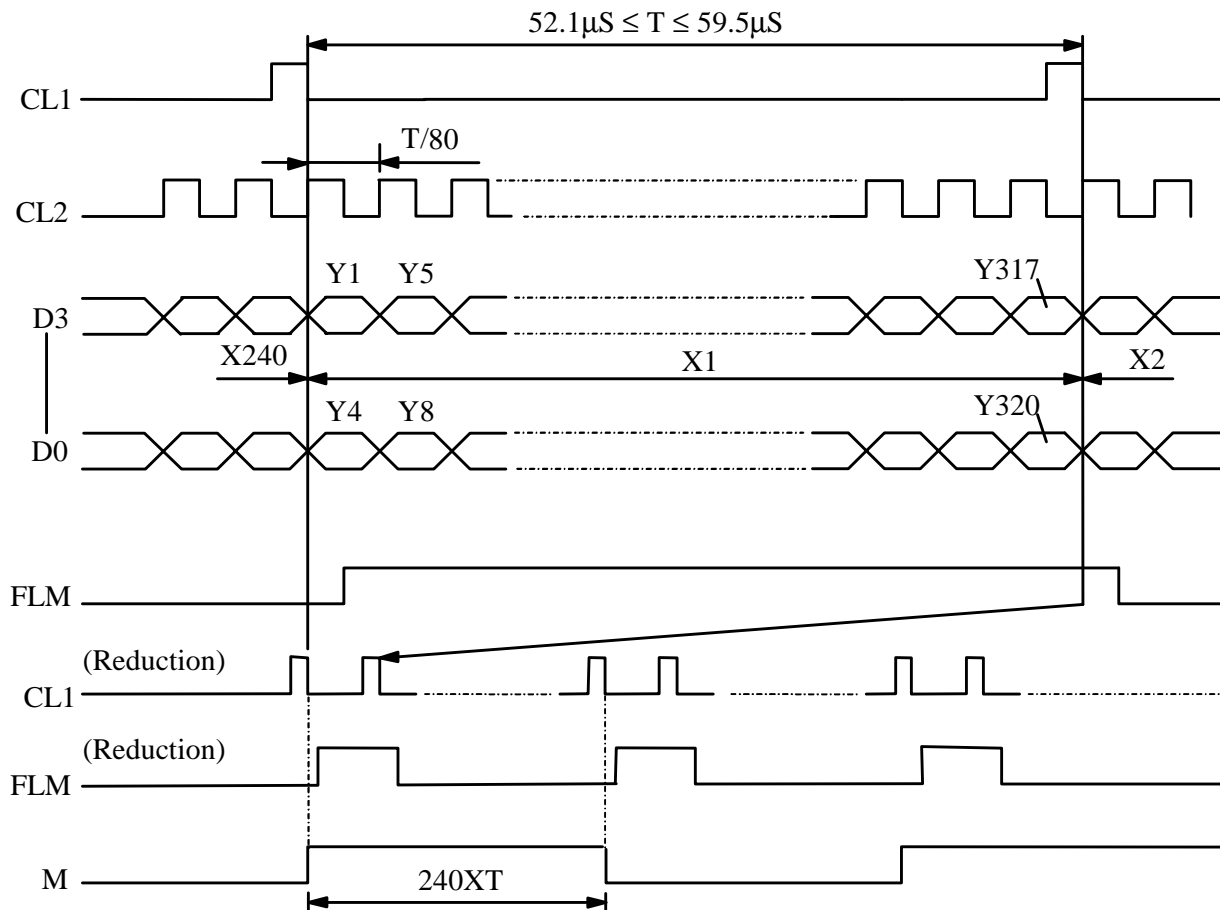 52.1µS ≤ T ≤ 59.5µS
CL1
T/80
CL2
Y1 Y5 Y317
D3
X240 X1 X2
Y4 Y8 Y320
D0
FLM
(Reduction)
CL1
(Reduction)
FLM
M
240XT